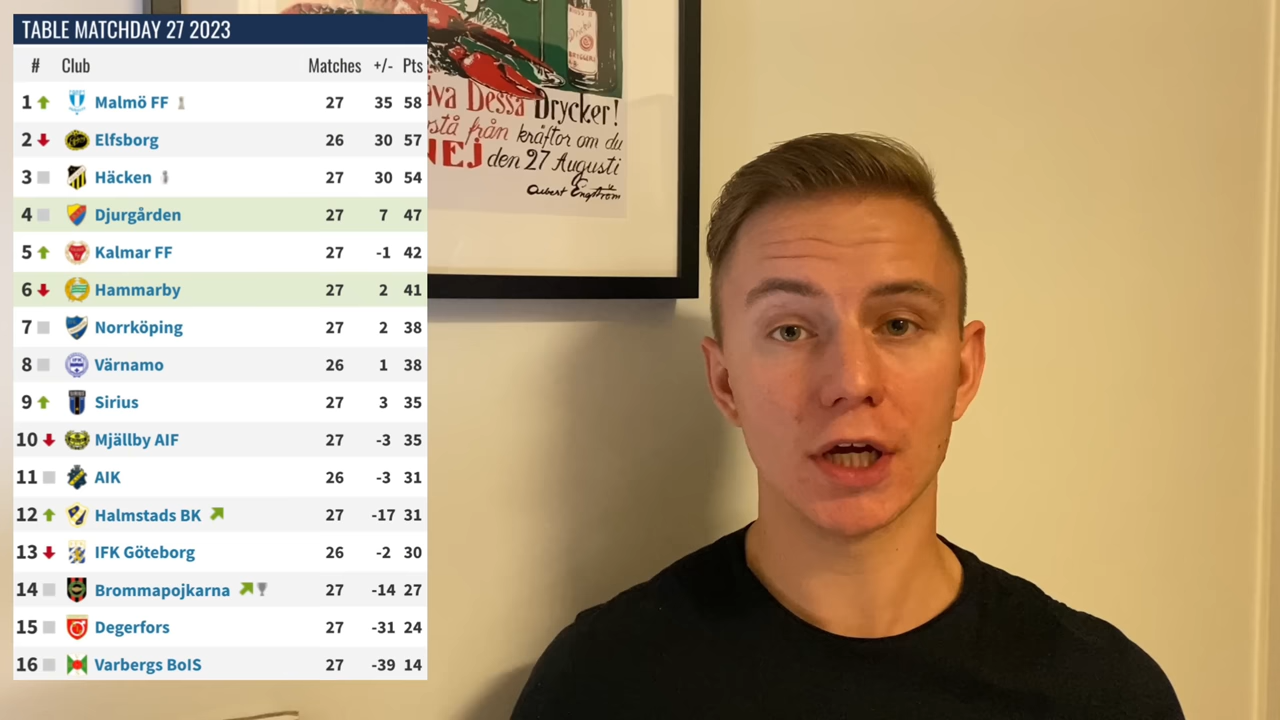 TABLE MATCHDAY 27 2023
# Club Matches +/- Pts
1 Malmö FF 27 35 58
2 Elfsborg 26 30 57
3 Häcken 27 30 54
4 Djurgården 27 7 47
5 Kalmar FF 27 -1 42
6 Hammarby 27 2 41
7 Norrköping 27 2 38
8 Värnamo 26 1 38
9 Sirius 27 3 35
10 Mjällby AIF 27 -3 35
11 AIK 26 -3 31
12 Halmstads BK 27 -17 31
13 IFK Göteborg 26 -2 30
14 Brommapojkarna 27 -14 27
15 Degerfors 27 -31 24
16 Varbergs BoIS 27 -39 14
Dessa Drycker!
från kräftor om du
NEJ den 27 Augusti
Albert Engström